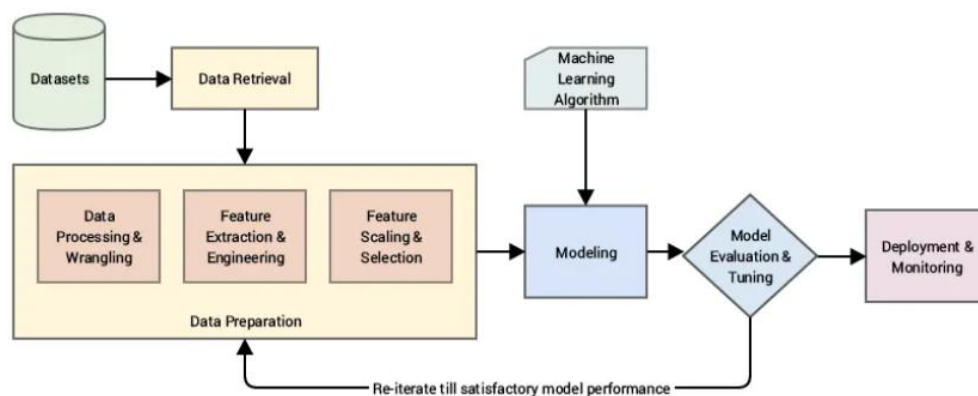 Datasets
Data Retrieval
Machine
Learning
Algorithm
Data
Processing &
Wrangling
Feature
Extraction &
Engineering
Feature
Scaling &
Selection
Data Preparation
Modeling
Model
Evaluation &
Tuning
Deployment &
Monitoring
Re-iterate till satisfactory model performance